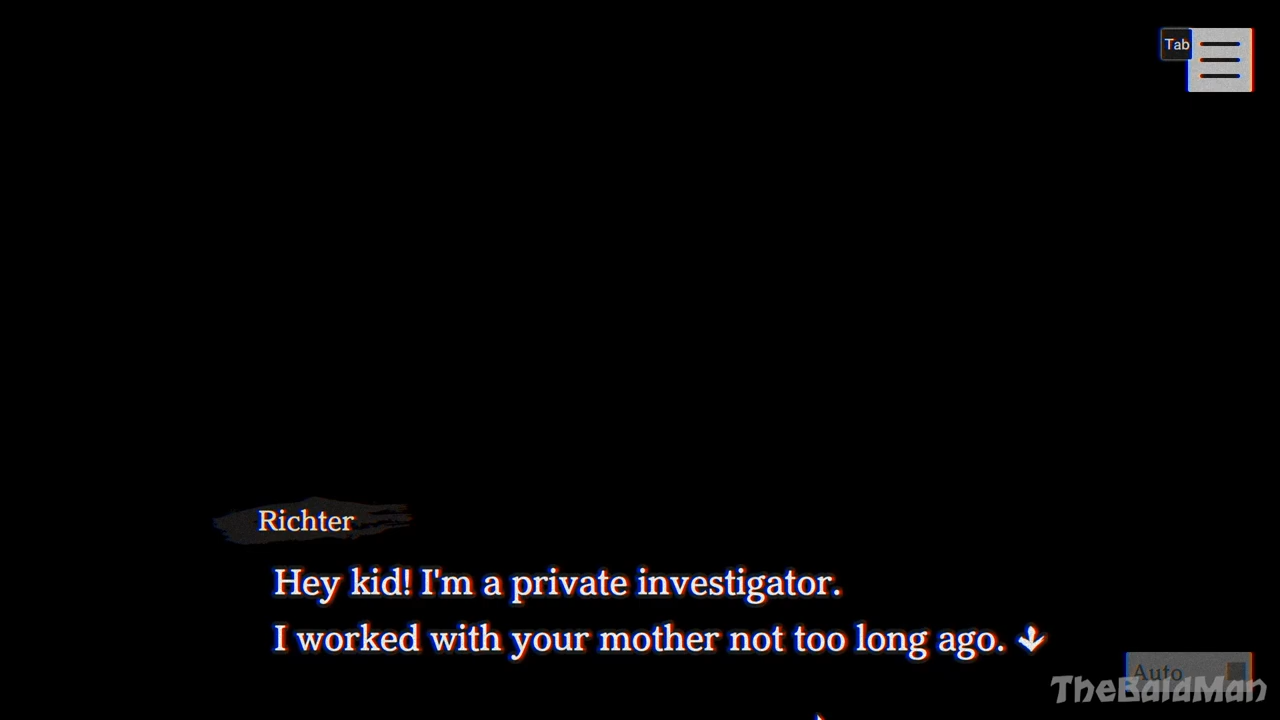 Tab
Richter
Hey kid! I'm a private investigator.
I worked with your mother not too long ago.
Auto
TheBaldMan